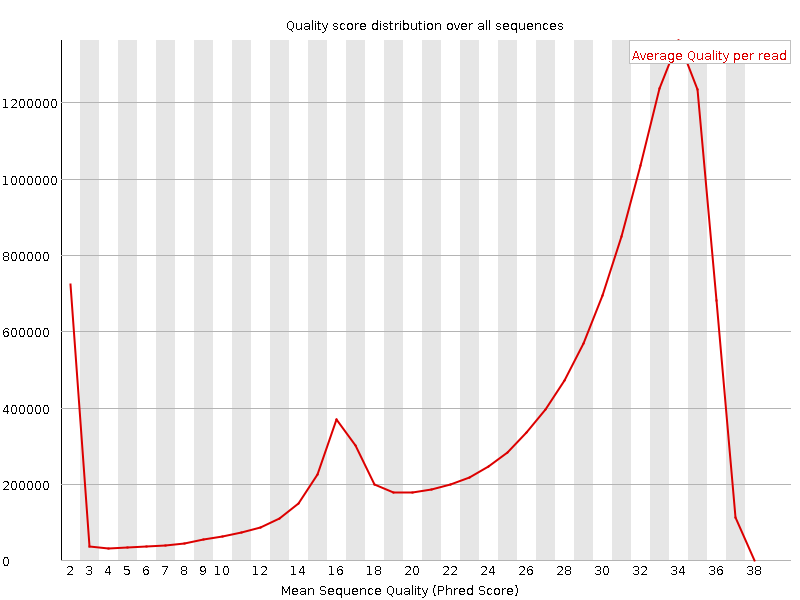 Quality score distribution over all sequences
Average Quality per read
1200000
1000000
800000
600000
400000
200000
0
2 3 4 5 6 7 8 9 10 12 14 16 18 20 22 24 26 28 30 32 34 36 38
Mean Sequence Quality (Phred Score)